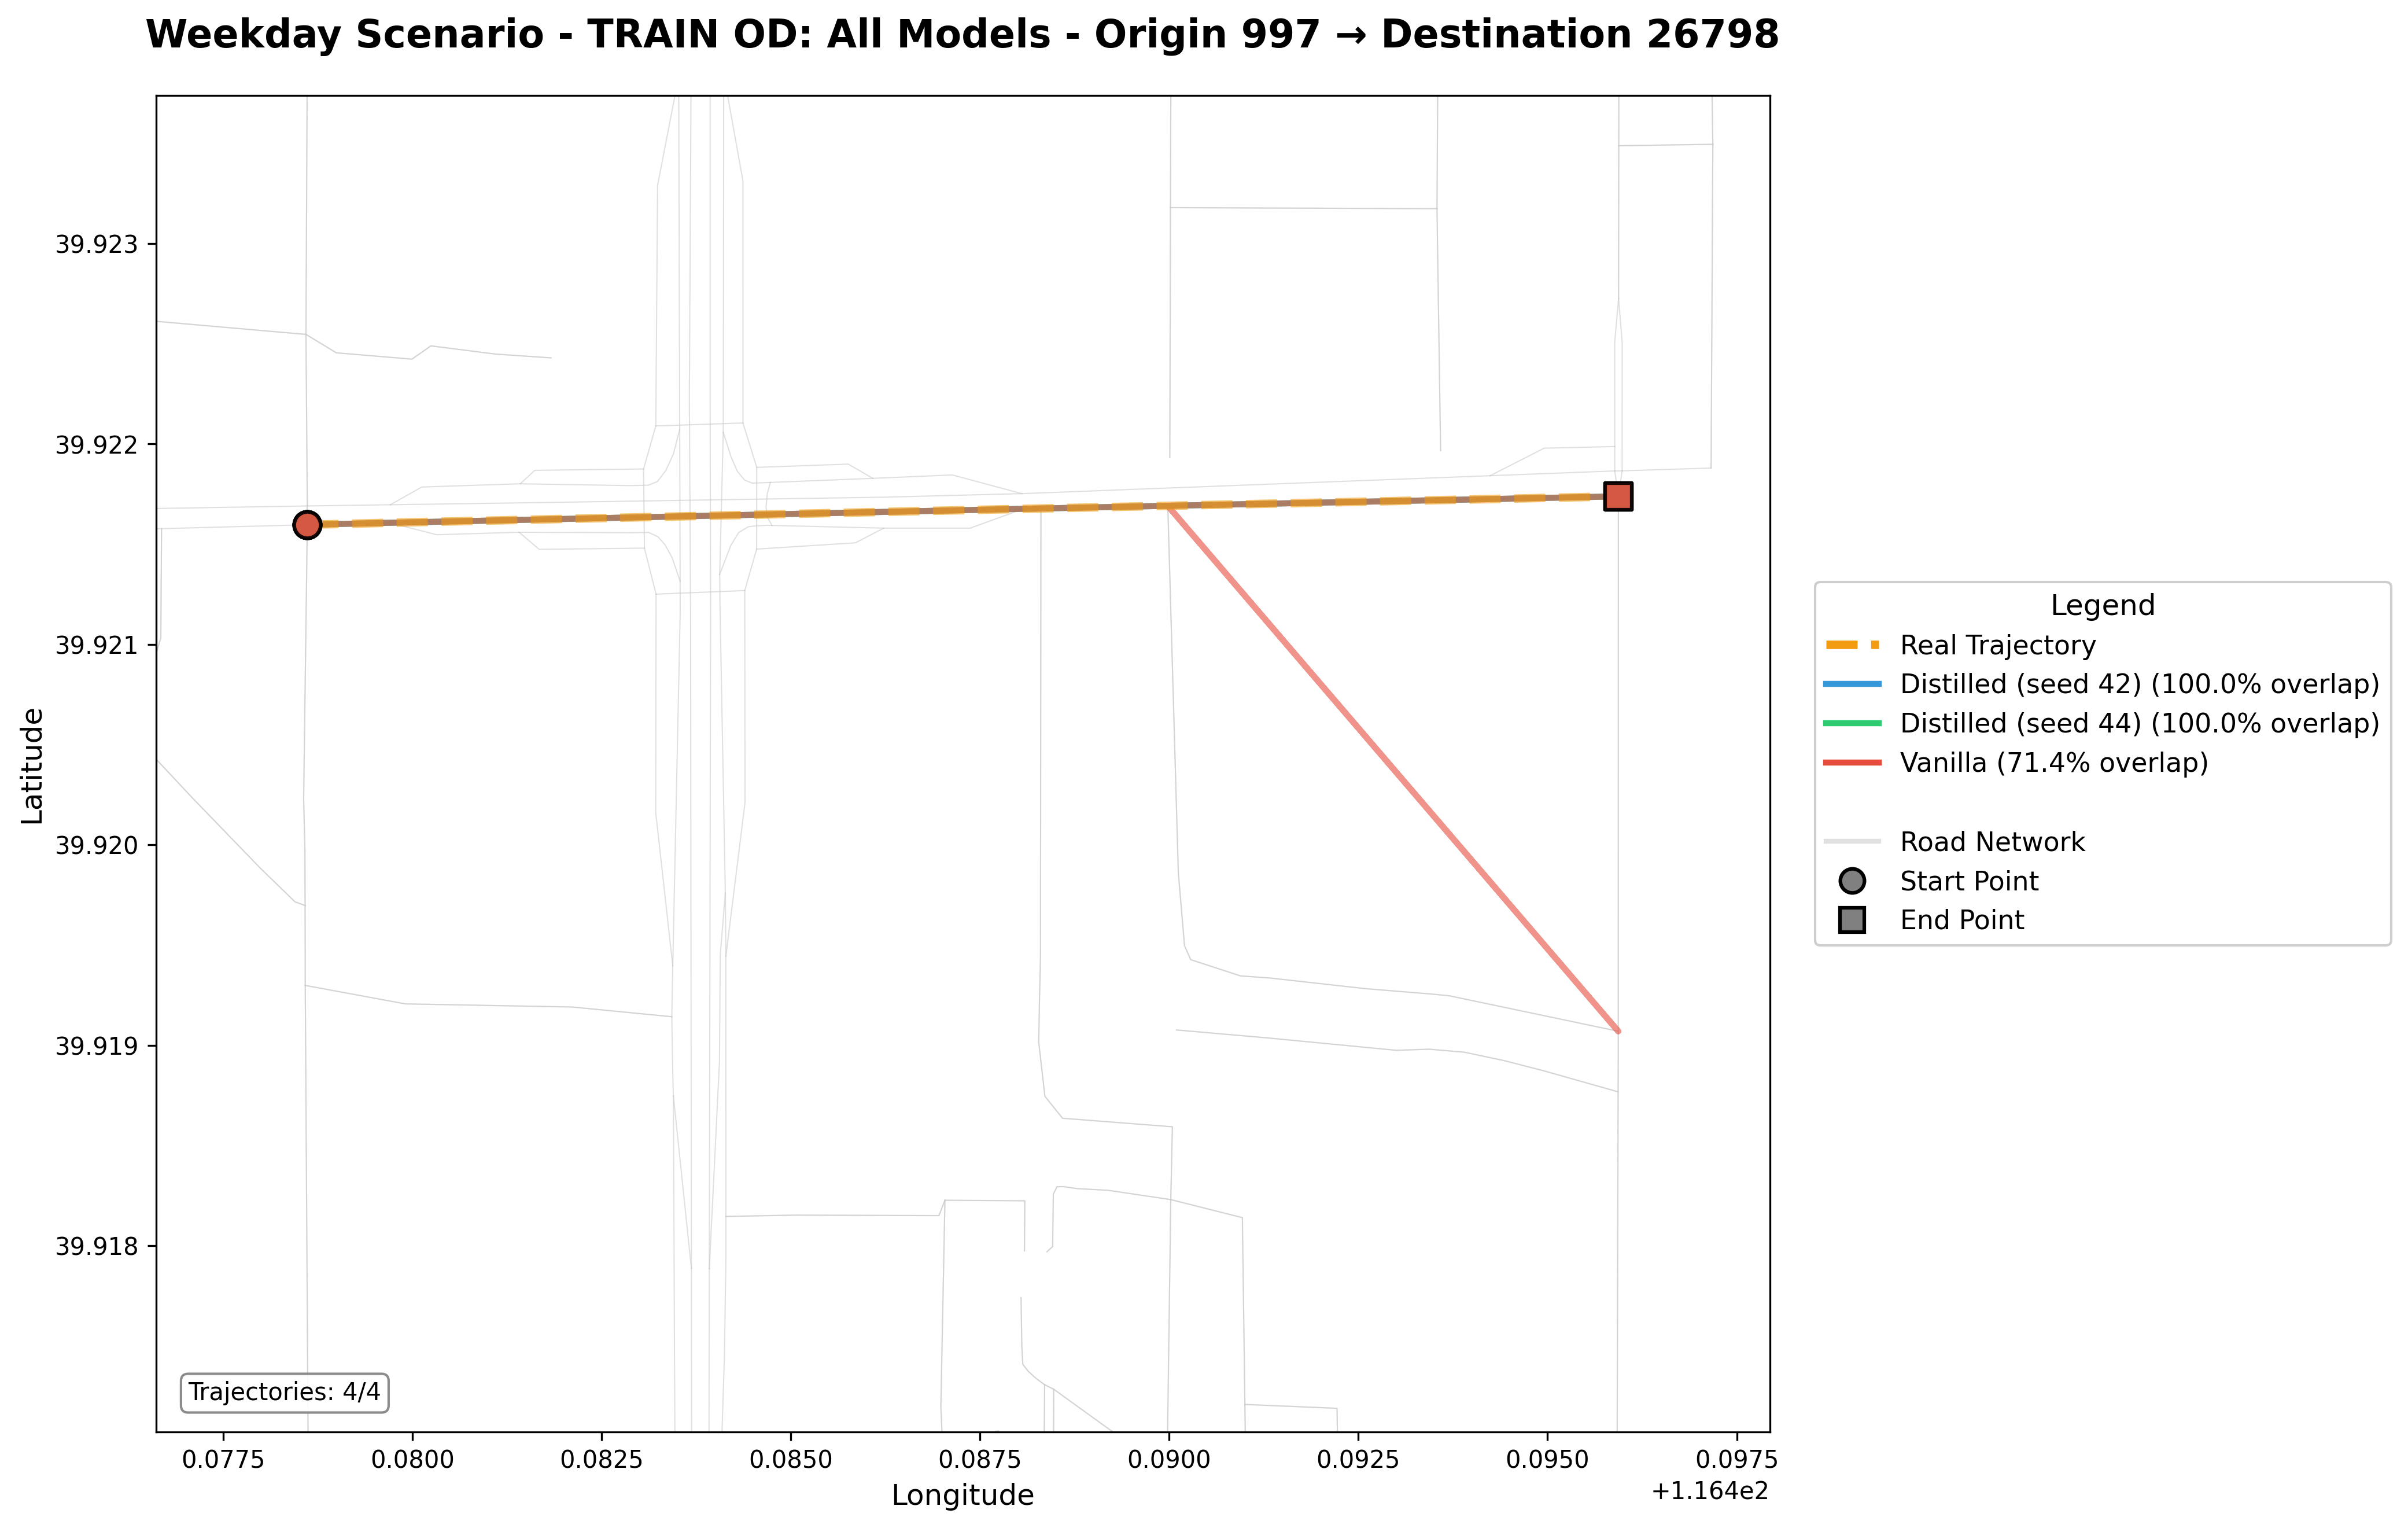 Weekday Scenario - TRAIN OD: All Models - Origin 997 → Destination 26798
39.923
39.922
39.921
39.920
39.919
39.918
Latitude
Trajectories: 4/4
0.0775 0.0800 0.0825 0.0850 0.0875 0.0900 0.0925 0.0950 0.0975
+1.164e2
Longitude
Legend
Real Trajectory
Distilled (seed 42) (100.0% overlap)
Distilled (seed 44) (100.0% overlap)
Vanilla (71.4% overlap)
Road Network
Start Point
End Point